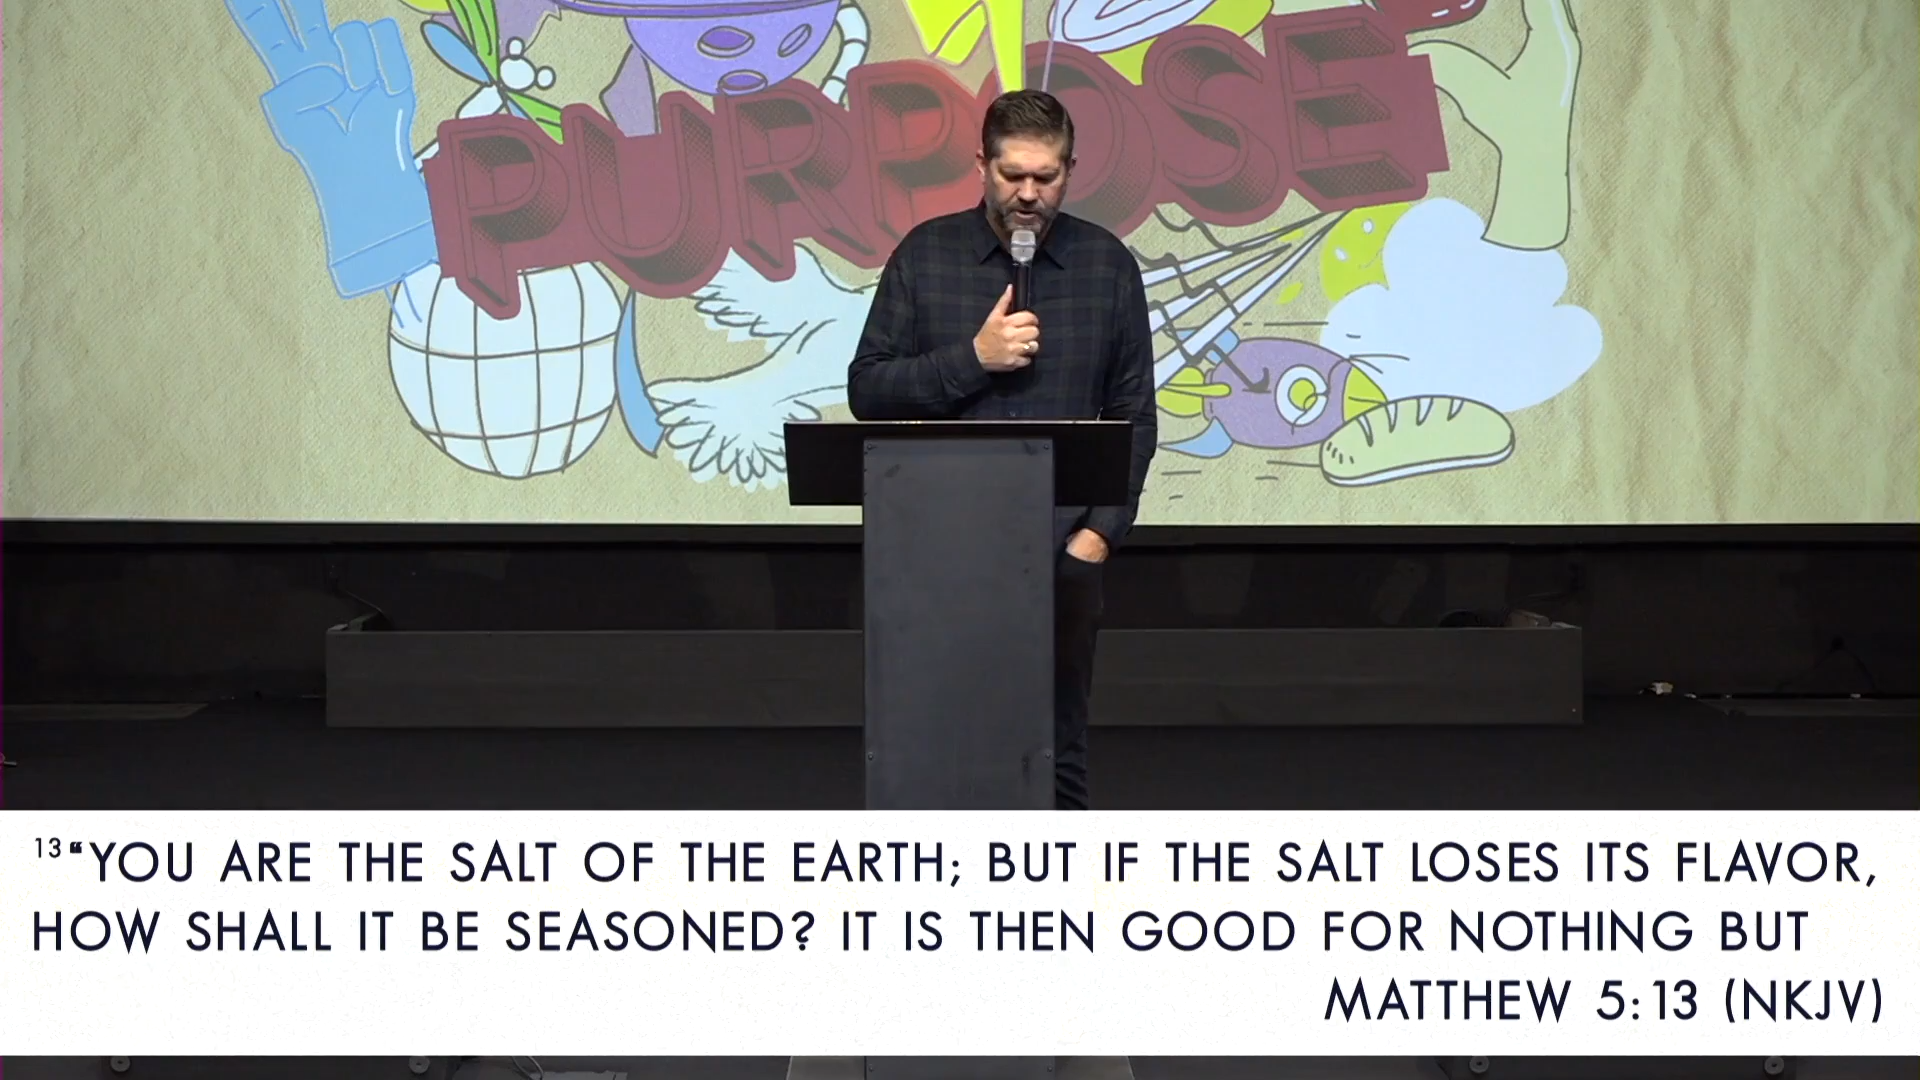 PURPOSE
13 “YOU ARE THE SALT OF THE EARTH; BUT IF THE SALT LOSES ITS FLAVOR,
HOW SHALL IT BE SEASONED? IT IS THEN GOOD FOR NOTHING BUT
MATTHEW 5:13 (NKJV)